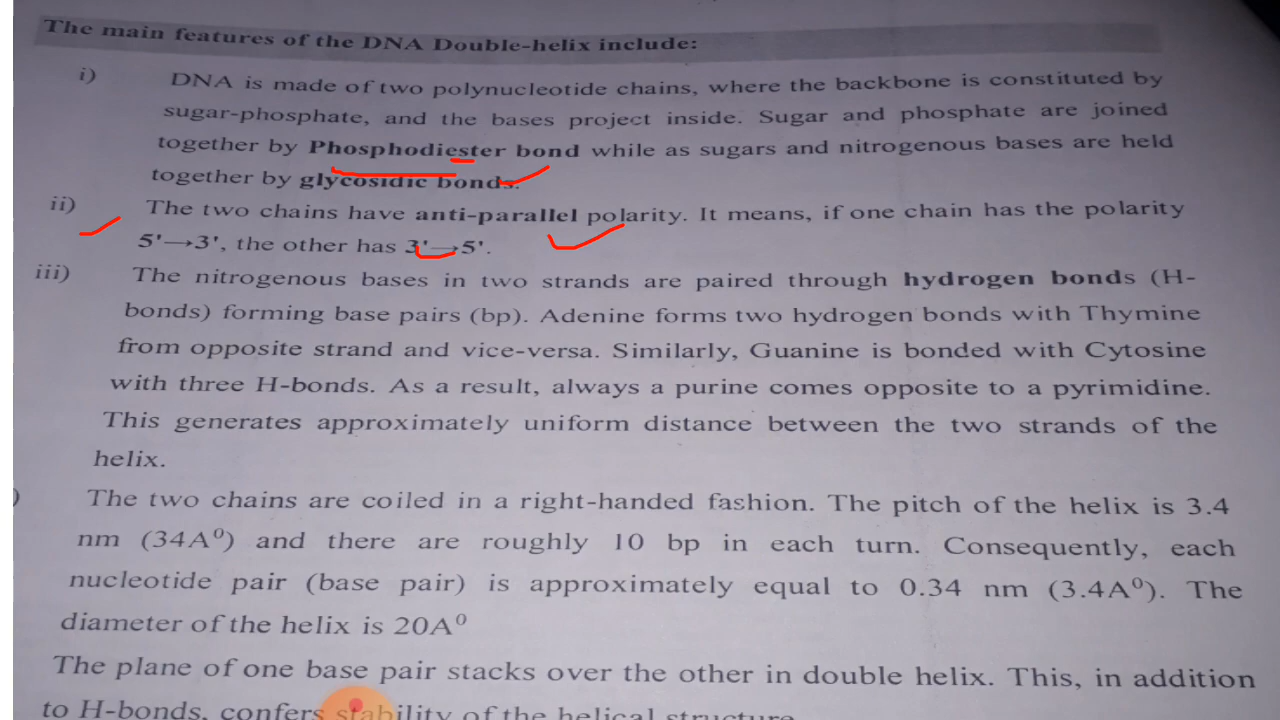 The main features of the DNA Double-helix include:
i) DNA is made of two polynucleotide chains, where the backbone is constituted by
sugar-phosphate, and the bases project inside. Sugar and phosphate are joined
together by Phosphodiester bond while as sugars and nitrogenous bases are held
together by glycosidic bonds.
ii) The two chains have anti-parallel polarity. It means, if one chain has the polarity
5'→3', the other has 3'→5'.
iii) The nitrogenous bases in two strands are paired through hydrogen bonds (H-
bonds) forming base pairs (bp). Adenine forms two hydrogen bonds with Thymine
from opposite strand and vice-versa. Similarly, Guanine is bonded with Cytosine
with three H-bonds. As a result, always a purine comes opposite to a pyrimidine.
This generates approximately uniform distance between the two strands of the
helix.
) The two chains are coiled in a right-handed fashion. The pitch of the helix is 3.4
nm (34A⁰) and there are roughly 10 bp in each turn. Consequently, each
nucleotide pair (base pair) is approximately equal to 0.34 nm (3.4A⁰). The
diameter of the helix is 20A⁰
The plane of one base pair stacks over the other in double helix. This, in addition
to H-bonds, confers stability of the helical structure.